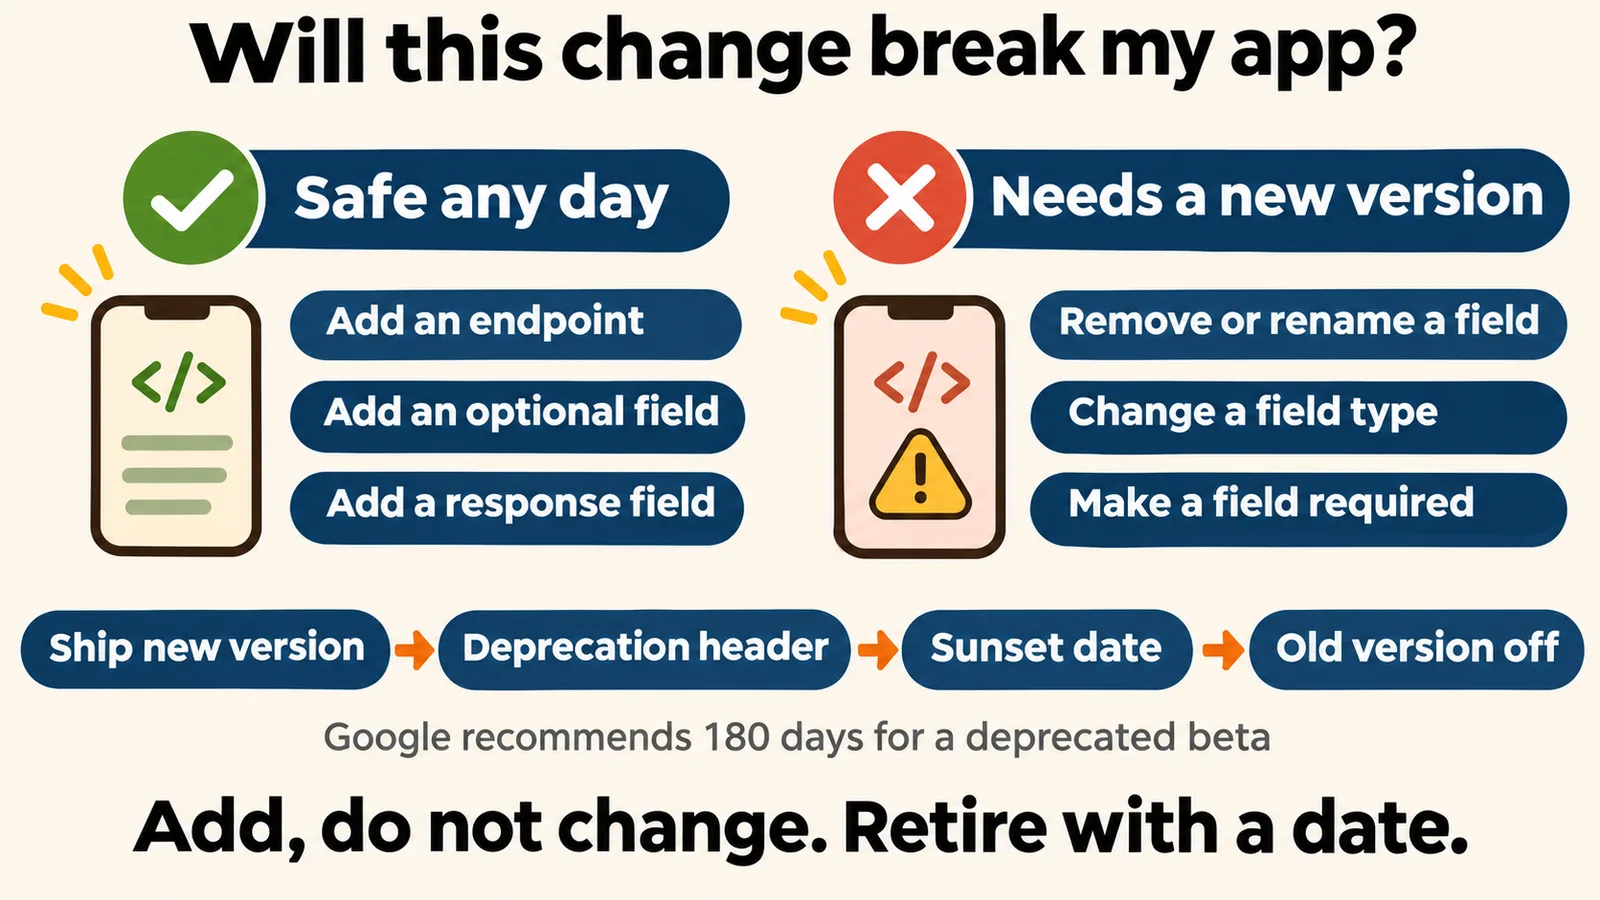 Will this change break my app?
Safe any day
Add an endpoint
Add an optional field
Add a response field
Needs a new version
Remove or rename a field
Change a field type
Make a field required
Ship new version
Deprecation header
Sunset date
Old version off
Google recommends 180 days for a deprecated beta
Add, do not change. Retire with a date.